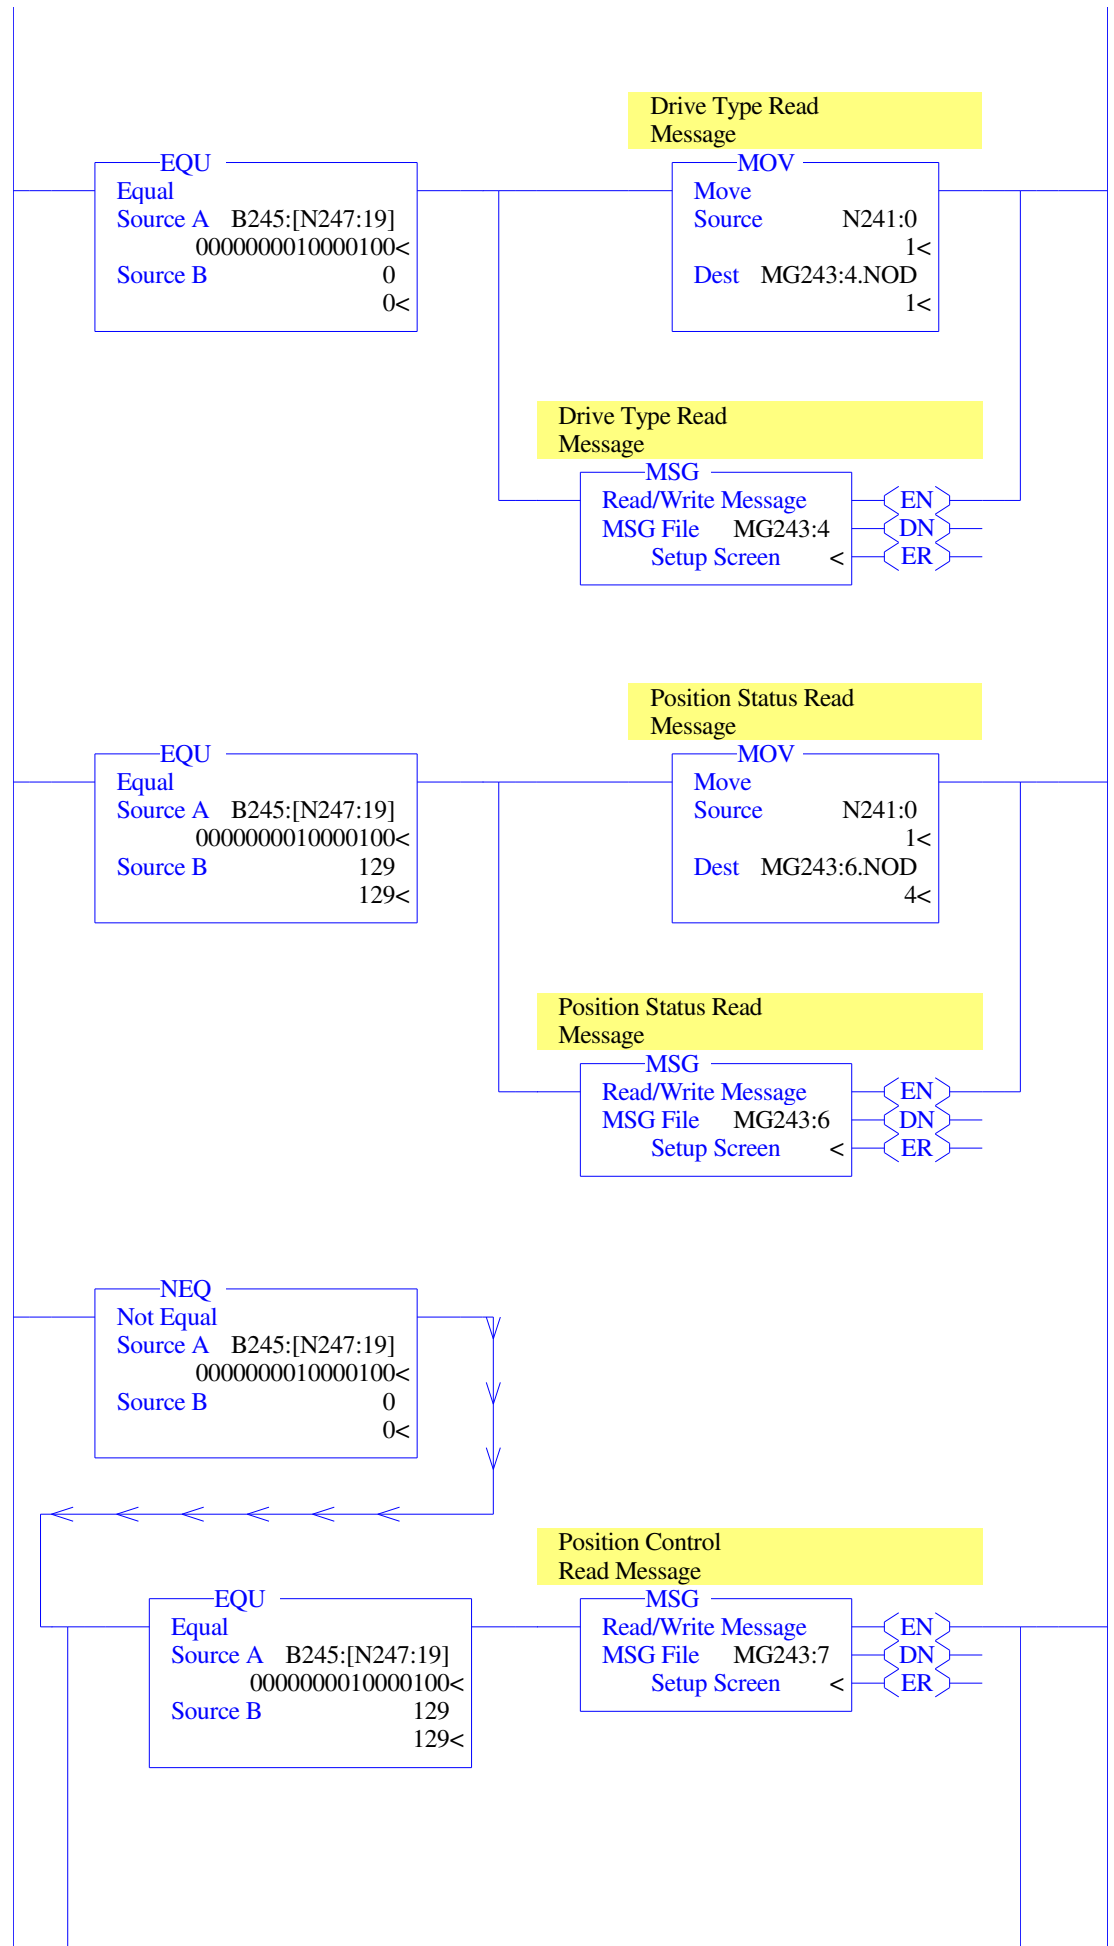 Drive Type Read
Message
EQU
MOV
Equal
Move
Source A B245:[N247:19]
Source N241:0
0000000010000100<
1<
Source B 0
Dest MG243:4.NOD
0<
1<
Drive Type Read
Message
MSG
Read/Write Message
EN
MSG File MG243:4
DN
Setup Screen <
ER
Position Status Read
Message
EQU
MOV
Equal
Move
Source A B245:[N247:19]
Source N241:0
0000000010000100<
1<
Source B 129
Dest MG243:6.NOD
129<
4<
Position Status Read
Message
MSG
Read/Write Message
EN
MSG File MG243:6
DN
Setup Screen <
ER
NEQ
Not Equal
Source A B245:[N247:19]
0000000010000100<
Source B 0
0<
Position Control
Read Message
EQU
MSG
Equal
Read/Write Message
EN
Source A B245:[N247:19]
MSG File MG243:7
DN
0000000010000100<
Setup Screen <
ER
Source B 129
129<